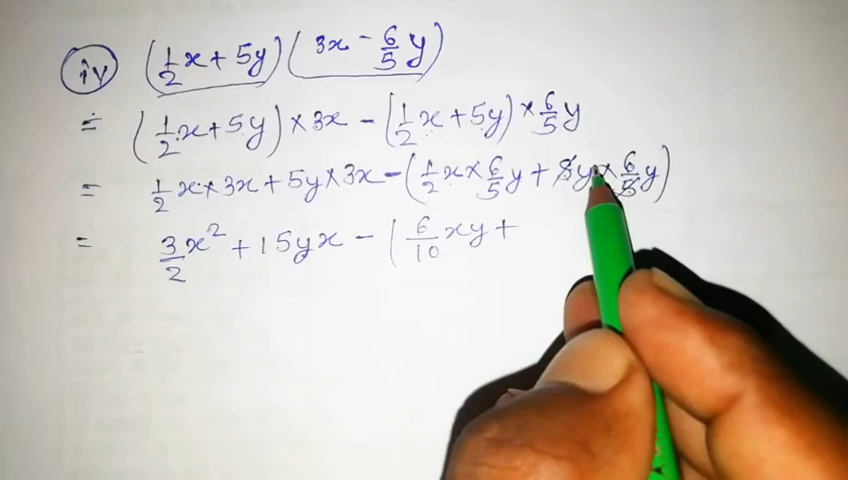 iv (1/2 x + 5y) (3x - 6/5 y)
= (1/2 x + 5y) × 3x - (1/2 x + 5y) × 6/5 y
= 1/2 x × 3x + 5y × 3x - (1/2 x × 6/5 y + 5y × 6/5 y)
= 3/2 x² + 15yx - (6/10 xy +